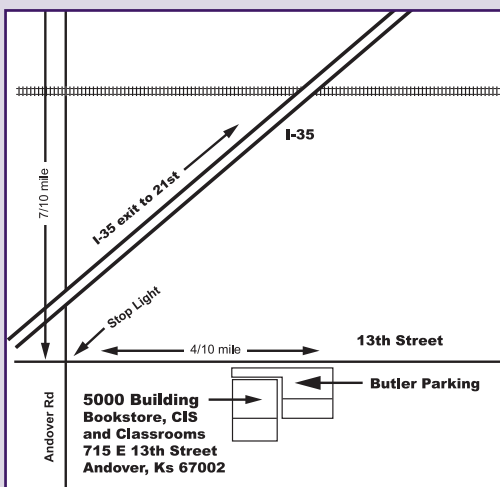 I-35
7/10 mile
I-35 exit to 21st
Stop Light
13th Street
4/10 mile
Butler Parking
Andover Rd
5000 Building
Bookstore, CIS
and Classrooms
715 E 13th Street
Andover, Ks 67002